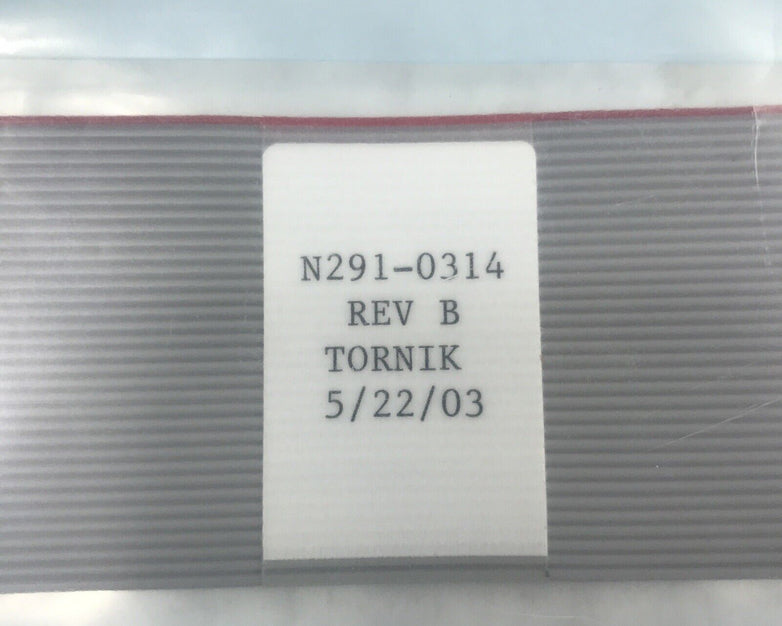 N291-0314
REV B
TORNIK
5/22/03